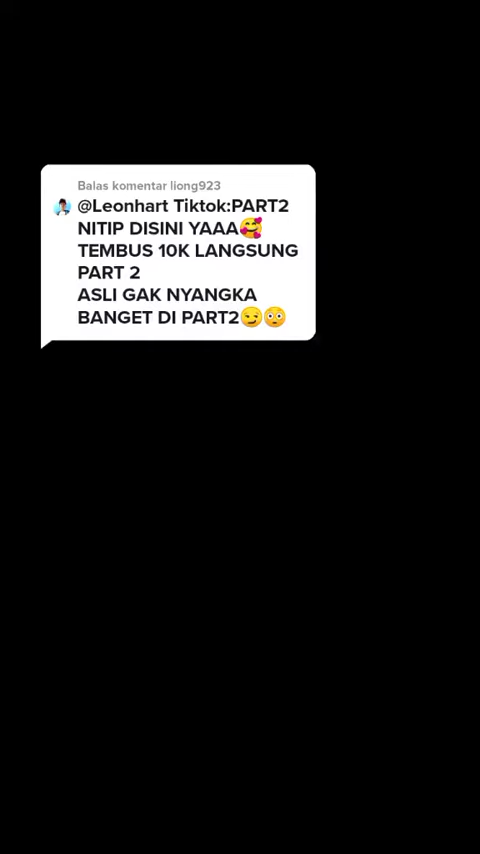 Balas komentar liong923
@Leonhart Tiktok:PART2
NITIP DISINI YAAA🥰
TEMBUS 10K LANGSUNG
PART 2
ASLI GAK NYANGKA
BANGET DI PART2😏😳